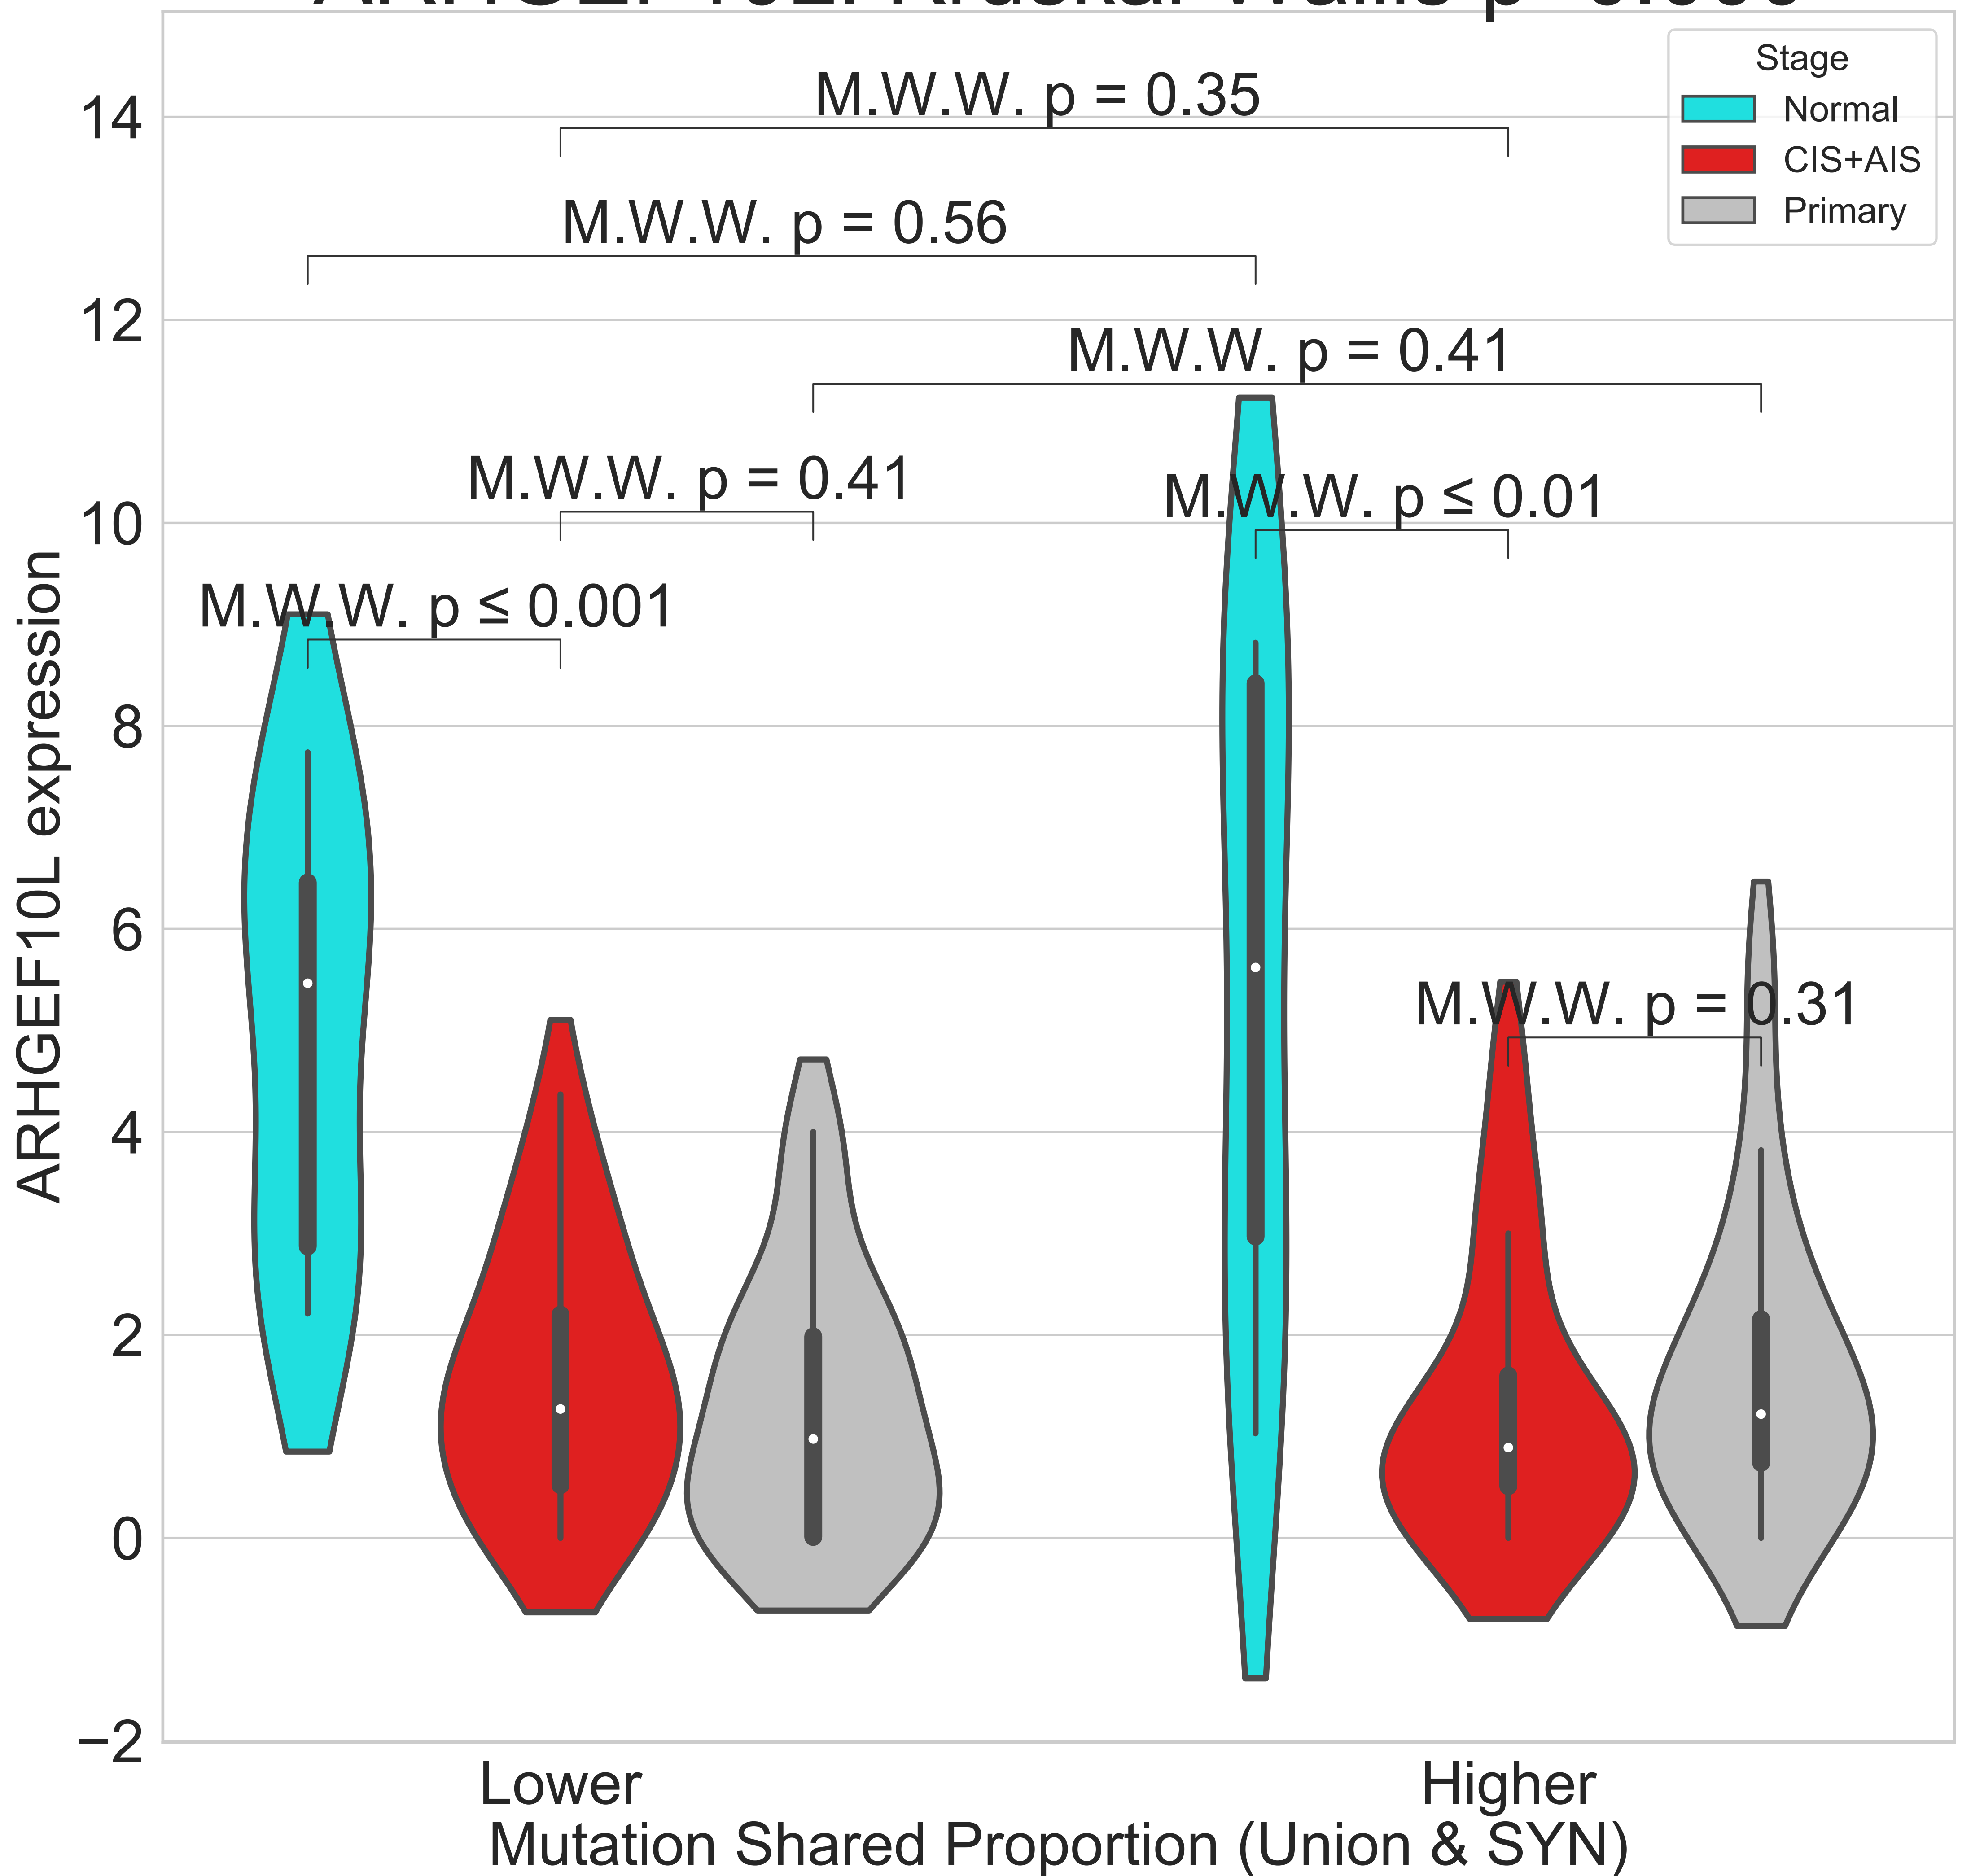 Stage
Normal
CIS+AIS
Primary
M.W.W. p = 0.35
M.W.W. p = 0.56
M.W.W. p = 0.41
M.W.W. p = 0.41
M.W.W. p ≤ 0.01
M.W.W. p ≤ 0.001
M.W.W. p = 0.31
14
12
10
8
6
4
2
0
−2
ARHGEF10L expression
Lower
Higher
Mutation Shared Proportion (Union & SYN)